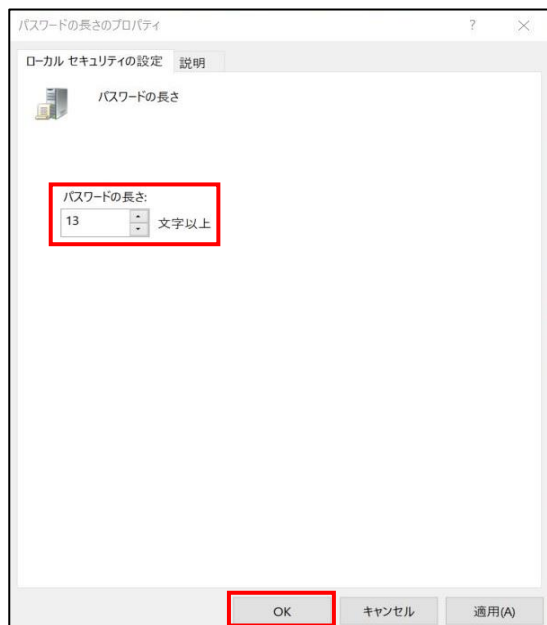 パスワードの長さのプロパティ ? ×
ローカル セキュリティの設定 説明
パスワードの長さ
パスワードの長さ:
13 文字以上
OK キャンセル 適用(A)